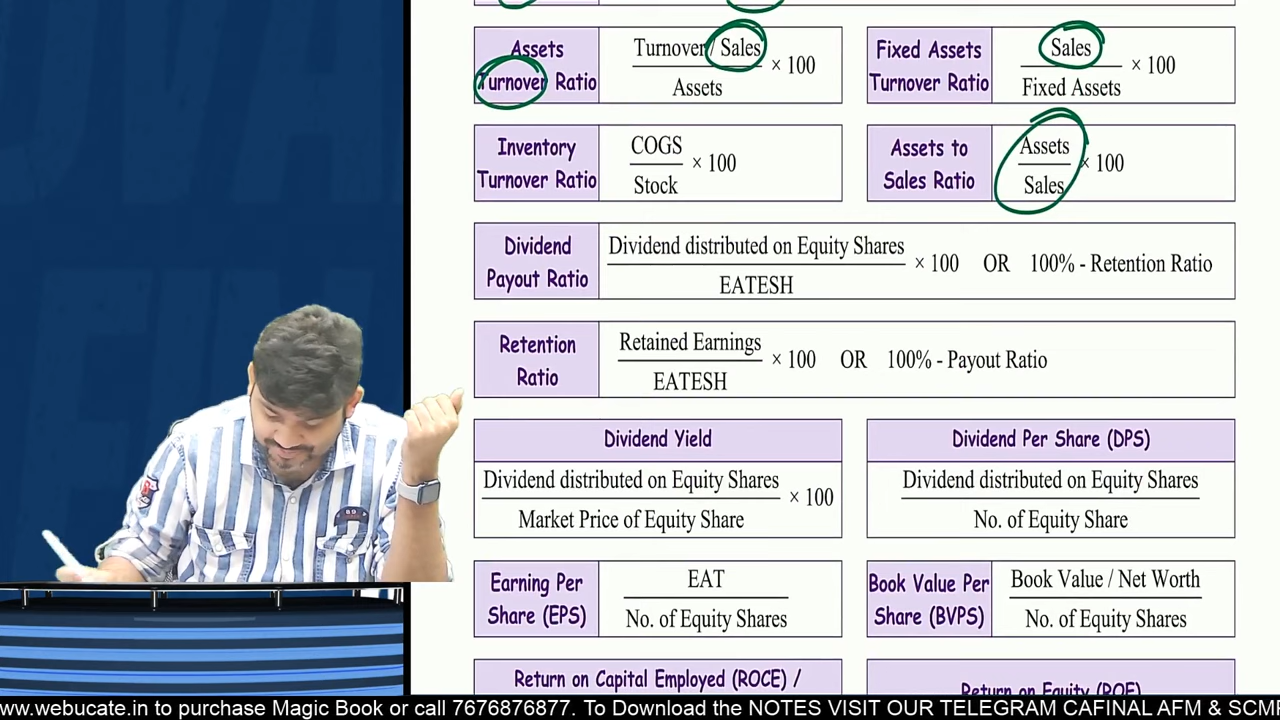 Assets
Turnover Ratio
Turnover/ Sales
Assets
× 100
Fixed Assets
Turnover Ratio
Sales
Fixed Assets
× 100
Inventory
Turnover Ratio
COGS
Stock
× 100
Assets to
Sales Ratio
Assets
Sales
× 100
Dividend
Payout Ratio
Dividend distributed on Equity Shares
EATESH
× 100 OR 100% - Retention Ratio
Retention
Ratio
Retained Earnings
EATESH
× 100 OR 100% - Payout Ratio
Dividend Yield
Dividend distributed on Equity Shares
Market Price of Equity Share
× 100
Dividend Per Share (DPS)
Dividend distributed on Equity Shares
No. of Equity Share
Earning Per
Share (EPS)
EAT
No. of Equity Shares
Book Value Per
Share (BVPS)
Book Value / Net Worth
No. of Equity Shares
Return on Capital Employed (ROCE) /
Return on Equity (ROE)
www.webucate.in to purchase Magic Book or call 7676876877. To Download the NOTES VISIT OUR TELEGRAM CAFINAL AFM & SCM